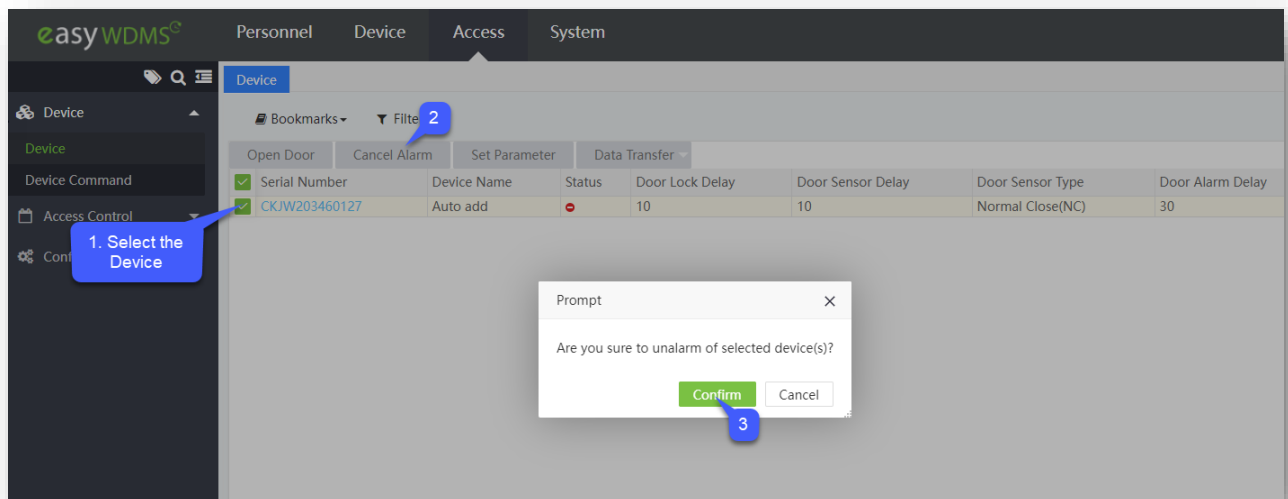 easy WDMS
Personnel Device Access System
Device
Device
Bookmarks Filte
2
Device
Open Door Cancel Alarm Set Parameter Data Transfer
Device Command
Serial Number Device Name Status Door Lock Delay Door Sensor Delay Door Sensor Type Door Alarm Delay
CKJW203460127 Auto add 10 10 Normal Close(NC) 30
Access Control
1. Select the
Device
Conf
Prompt
Are you sure to unalarm of selected device(s)?
Confirm Cancel
3